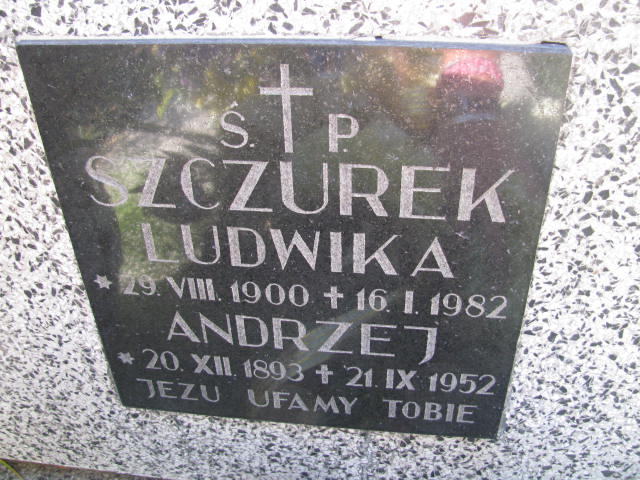 Ś. P.
SZCZUREK
LUDWIKA
* 29. VIII. 1900 ✝ 16. I. 1982
ANDRZEJ
* 20. XII. 1893 ✝ 21. IX 1952
JEZU UFAMY TOBIE